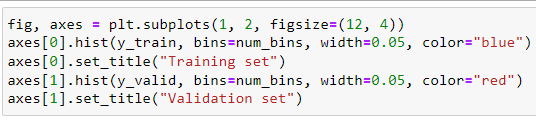 fig, axes = plt.subplots(1, 2, figsize=(12, 4))
axes[0].hist(y_train, bins=num_bins, width=0.05, color="blue")
axes[0].set_title("Training set")
axes[1].hist(y_valid, bins=num_bins, width=0.05, color="red")
axes[1].set_title("Validation set")